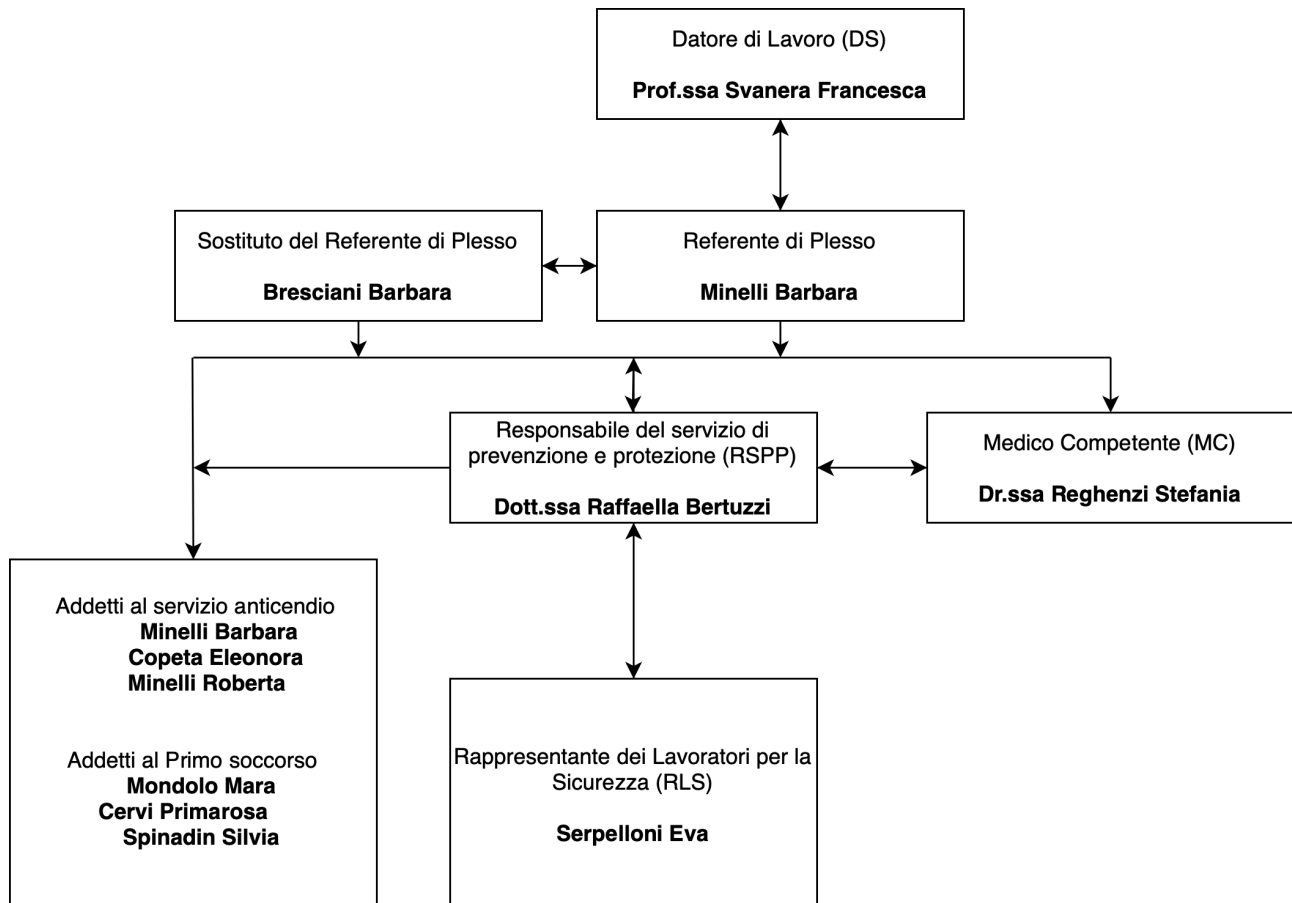 Datore di Lavoro (DS)
Prof.ssa Svanera Francesca
Sostituto del Referente di Plesso
Bresciani Barbara
Referente di Plesso
Minelli Barbara
Responsabile del servizio di
prevenzione e protezione (RSPP)
Dott.ssa Raffaella Bertuzzi
Medico Competente (MC)
Dr.ssa Reghenzi Stefania
Addetti al servizio anticendio
Minelli Barbara
Copeta Eleonora
Minelli Roberta
Addetti al Primo soccorso
Mondolo Mara
Cervi Primarosa
Spinadin Silvia
Rappresentante dei Lavoratori per la
Sicurezza (RLS)
Serpelloni Eva